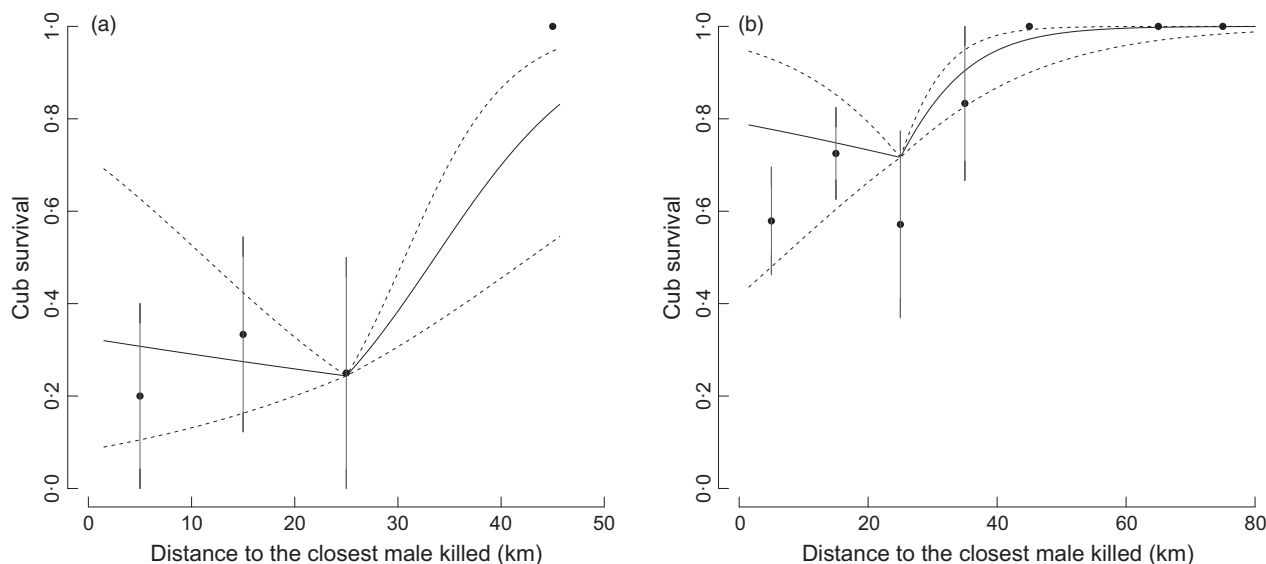 (a)
Cub survival
0·0 0·2 0·4 0·6 0·8 1·0
0 10 20 30 40 50
Distance to the closest male killed (km)
(b)
Cub survival
0·0 0·2 0·4 0·6 0·8 1·0
0 20 40 60 80
Distance to the closest male killed (km)